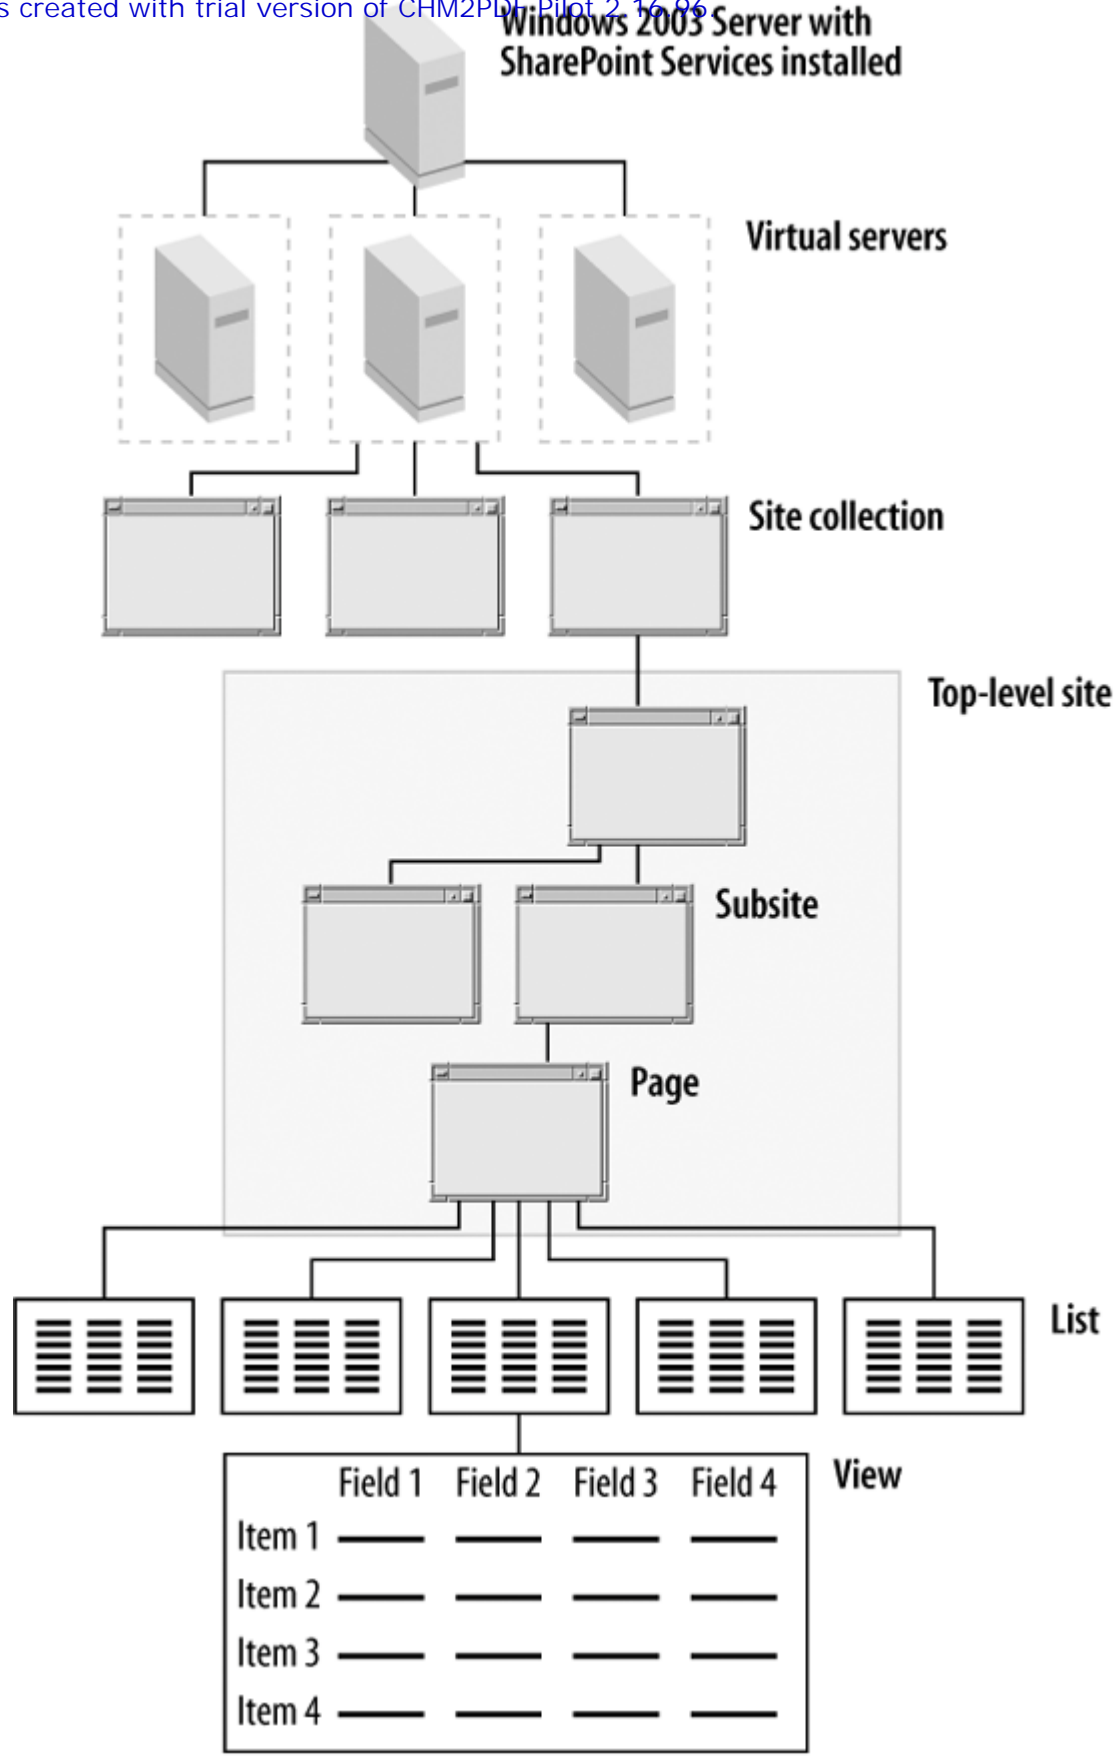 s created with trial version of CHM2PDF Pilot 2.16.96.
Windows 2003 Server with
SharePoint Services installed
Virtual servers
Site collection
Top-level site
Subsite
Page
List
View
Field 1 Field 2 Field 3 Field 4
Item 1
Item 2
Item 3
Item 4